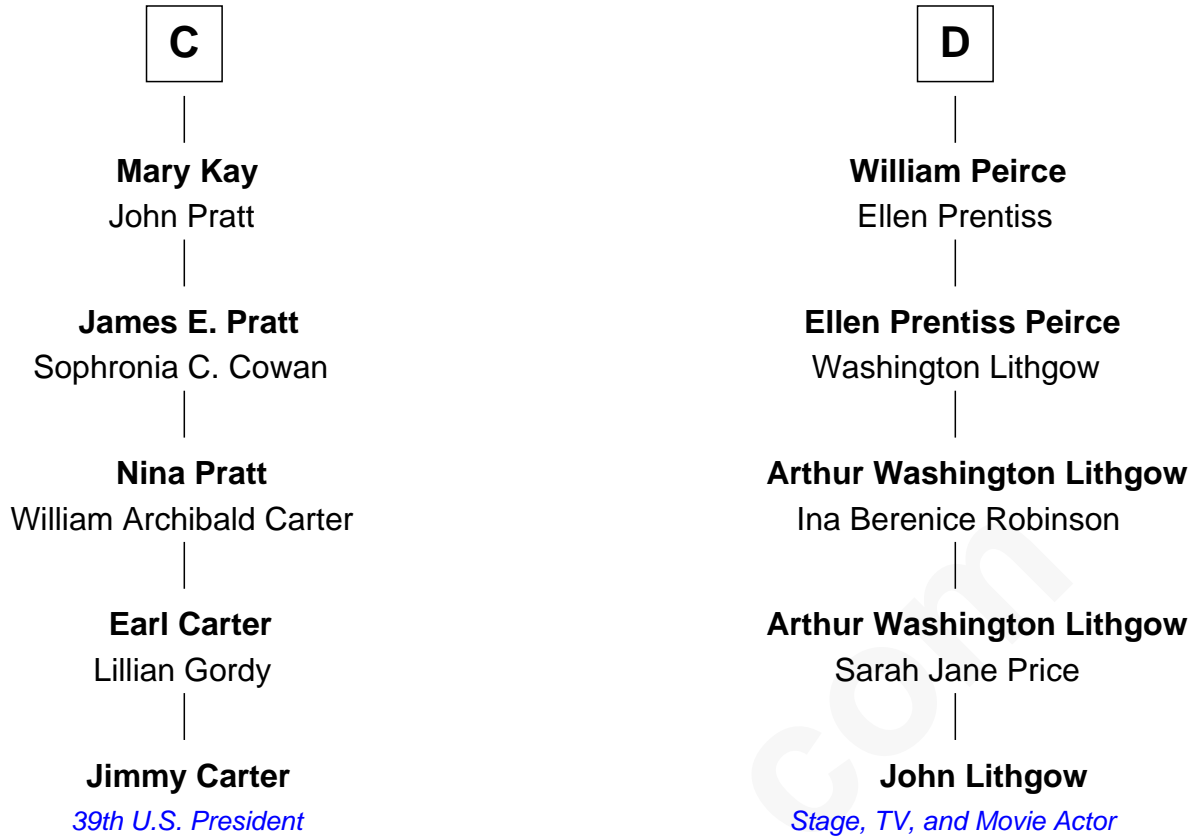 C
Mary Kay
John Pratt
James E. Pratt
Sophronia C. Cowan
Nina Pratt
William Archibald Carter
Earl Carter
Lillian Gordy
Jimmy Carter
39th U.S. President
D
William Peirce
Ellen Prentiss
Ellen Prentiss Peirce
Washington Lithgow
Arthur Washington Lithgow
Ina Berenice Robinson
Arthur Washington Lithgow
Sarah Jane Price
John Lithgow
Stage, TV, and Movie Actor
com